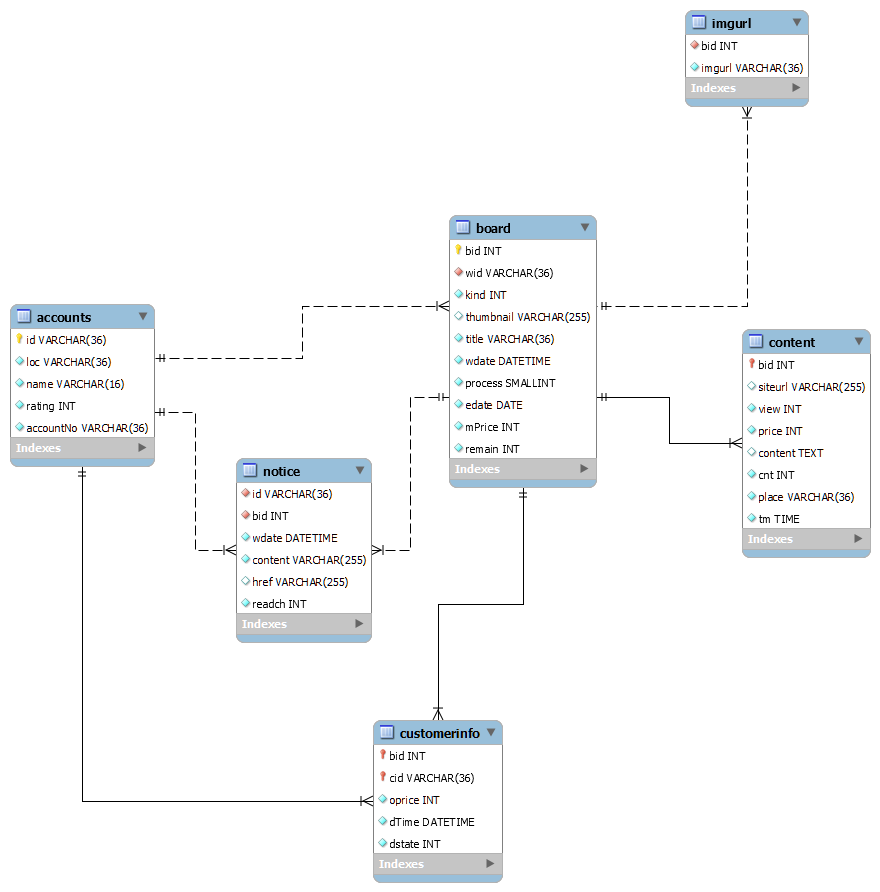 imgurl
bid INT
imgurl VARCHAR(36)
Indexes
board
bid INT
wid VARCHAR(36)
kind INT
thumbnail VARCHAR(255)
title VARCHAR(36)
wdate DATETIME
process SMALLINT
edate DATE
mPrice INT
remain INT
Indexes
accounts
id VARCHAR(36)
loc VARCHAR(36)
name VARCHAR(16)
rating INT
accountNo VARCHAR(36)
Indexes
content
bid INT
siteurl VARCHAR(255)
view INT
price INT
content TEXT
cnt INT
place VARCHAR(36)
tm TIME
Indexes
notice
id VARCHAR(36)
bid INT
wdate DATETIME
content VARCHAR(255)
href VARCHAR(255)
readch INT
Indexes
customerinfo
bid INT
cid VARCHAR(36)
oprice INT
dTime DATETIME
dstate INT
Indexes